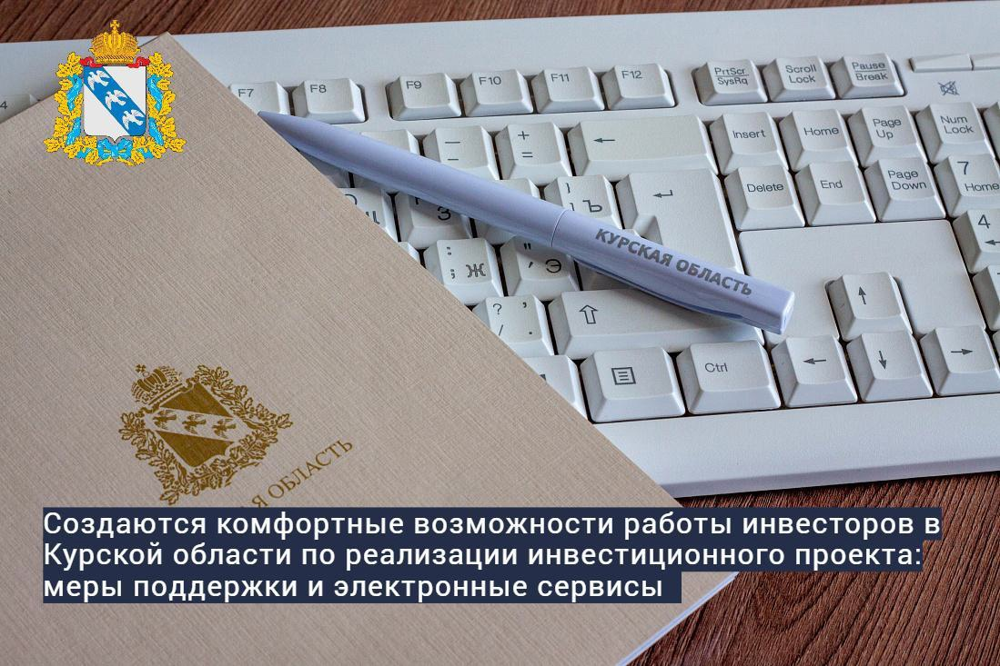 F7 F8 F9 F10 F11 F12 PrtScr SysRq Scroll Lock Pause Break
4
— – + = ← Insert Home Page Up Num Lock
З } ] Ъ ↵ Delete End Page Down 7 Home
: ; Ж " ' Э 4 ←
КУРСКАЯ ОБЛАСТЬ
? / , . ⇧ ↑
Ctrl ← ↓ →
АЯ ОБЛАСТЬ
Создаются комфортные возможности работы инвесторов в
Курской области по реализации инвестиционного проекта:
меры поддержки и электронные сервисы